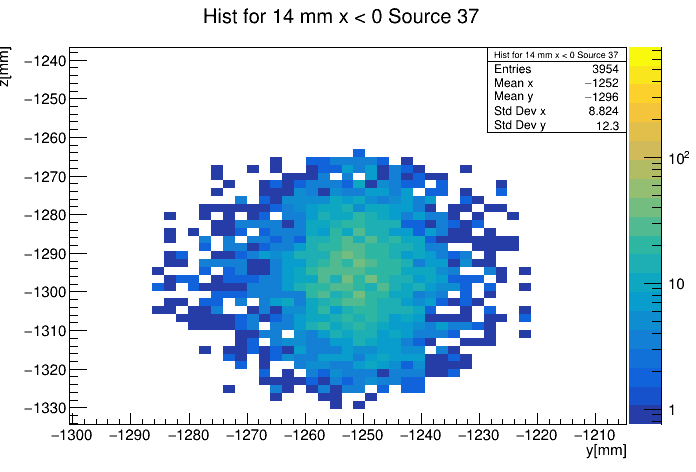 Hist for 14 mm x < 0 Source 37
z[mm]
Hist for 14 mm x < 0 Source 37
Entries 3954
Mean x −1252
Mean y −1296
Std Dev x 8.824
Std Dev y 12.3
−1240
−1250
−1260
−1270
−1280
−1290
−1300
−1310
−1320
−1330
10²
10
1
−1300 −1290 −1280 −1270 −1260 −1250 −1240 −1230 −1220 −1210
y[mm]